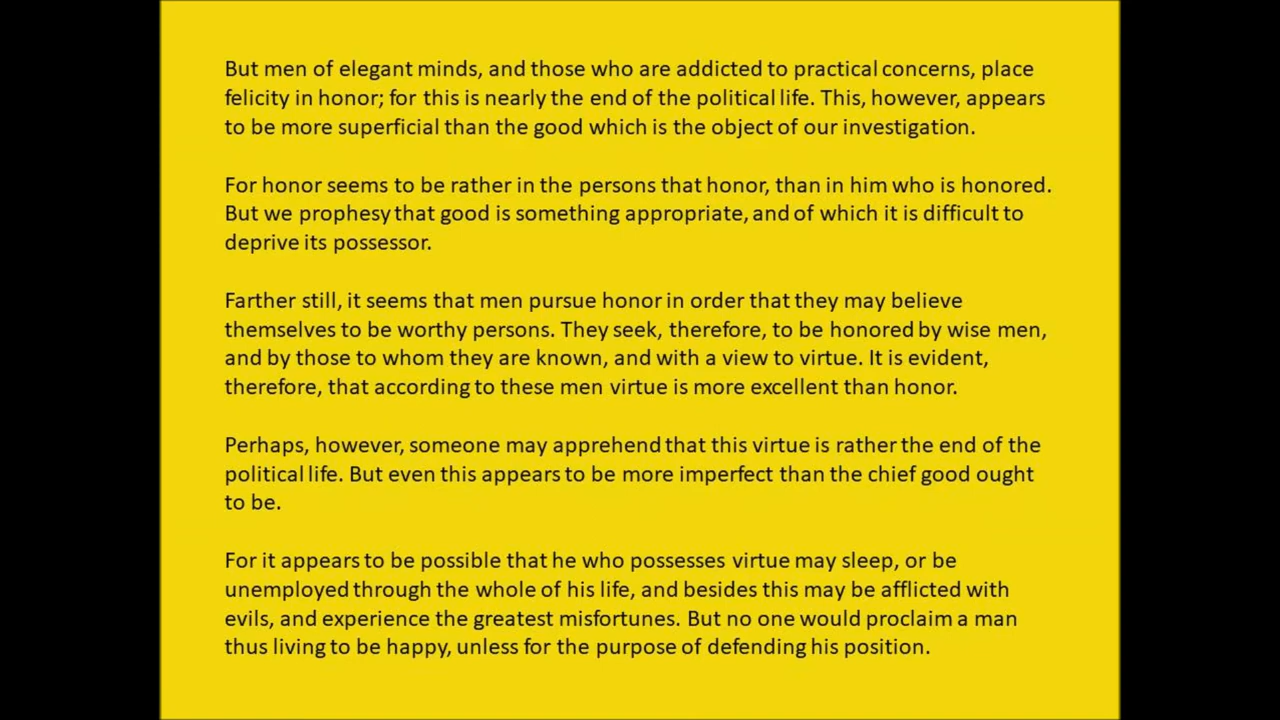 But men of elegant minds, and those who are addicted to practical concerns, place
felicity in honor; for this is nearly the end of the political life. This, however, appears
to be more superficial than the good which is the object of our investigation.
For honor seems to be rather in the persons that honor, than in him who is honored.
But we prophesy that good is something appropriate, and of which it is difficult to
deprive its possessor.
Farther still, it seems that men pursue honor in order that they may believe
themselves to be worthy persons. They seek, therefore, to be honored by wise men,
and by those to whom they are known, and with a view to virtue. It is evident,
therefore, that according to these men virtue is more excellent than honor.
Perhaps, however, someone may apprehend that this virtue is rather the end of the
political life. But even this appears to be more imperfect than the chief good ought
to be.
For it appears to be possible that he who possesses virtue may sleep, or be
unemployed through the whole of his life, and besides this may be afflicted with
evils, and experience the greatest misfortunes. But no one would proclaim a man
thus living to be happy, unless for the purpose of defending his position.